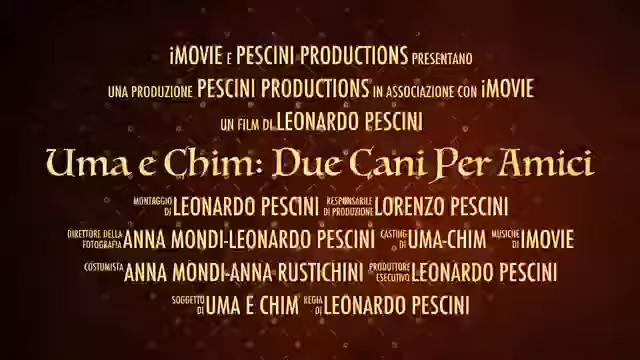 iMOVIE E PESCINI PRODUCTIONS PRESENTANO
UNA PRODUZIONE PESCINI PRODUCTIONS IN ASSOCIAZIONE CON iMOVIE
UN FILM DI LEONARDO PESCINI
Uma e Chim: Due Cani Per Amici
MONTAGGIO DI LEONARDO PESCINI RESPONSABILE DI PRODUZIONE LORENZO PESCINI
DIRETTORE DELLA FOTOGRAFIA ANNA MONDI-LEONARDO PESCINI CASTING DI UMA-CHIM MUSICHE DI IMOVIE
COSTUMISTA ANNA MONDI-ANNA RUSTICHINI PRODUTTORE ESECUTIVO LEONARDO PESCINI
SOGGETTO DI UMA E CHIM REGIA DI LEONARDO PESCINI